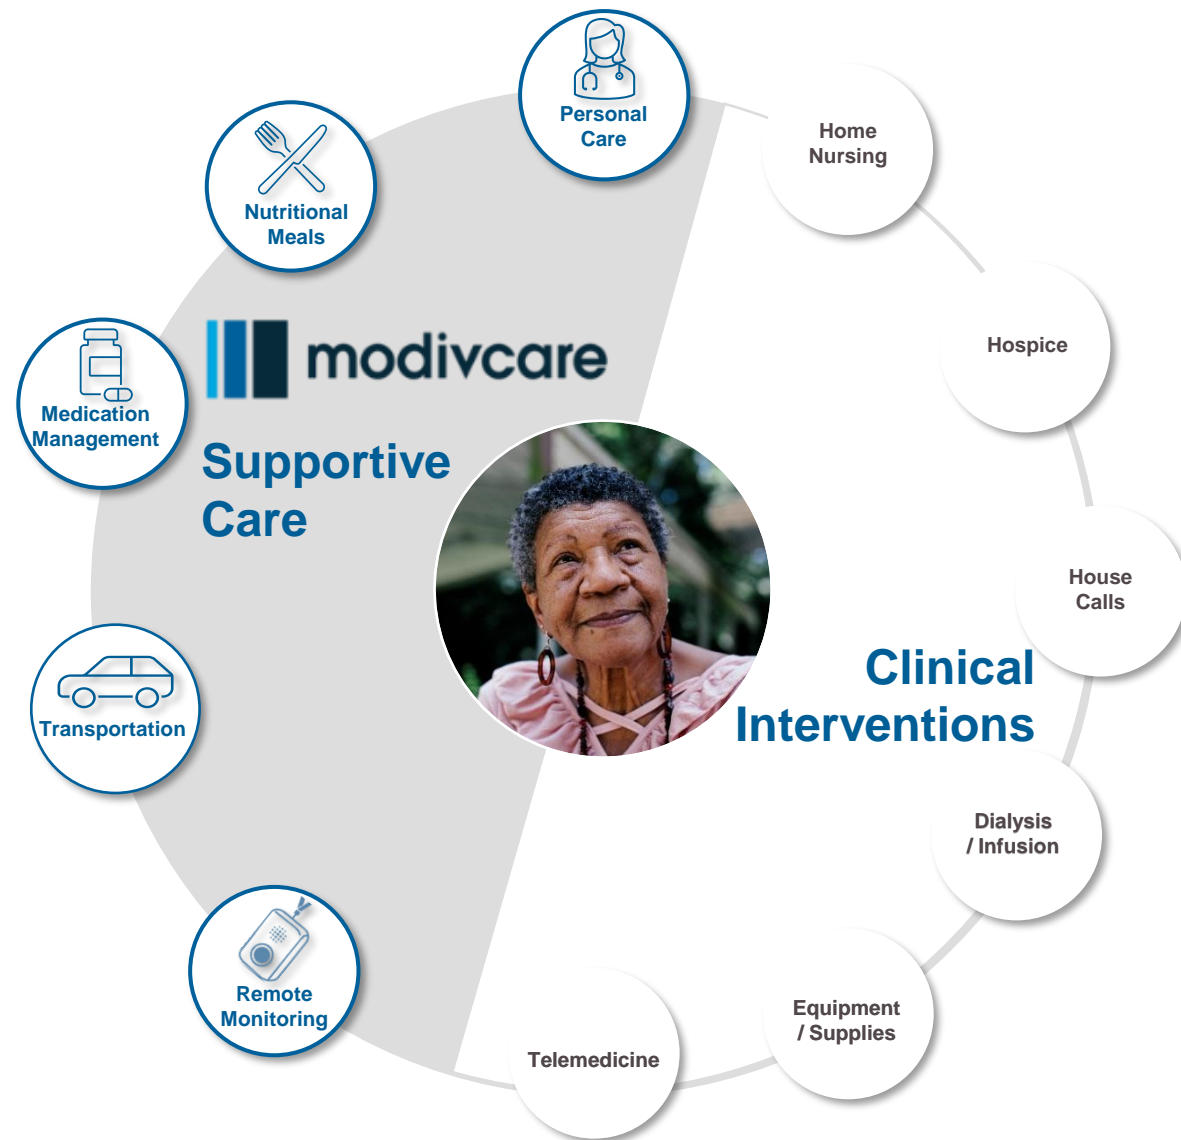 Personal
Care
Home
Nursing
Nutritional
Meals
Hospice
modivcare
Medication
Management
Supportive
Care
House
Calls
Clinical
Interventions
Transportation
Dialysis
/ Infusion
Remote
Monitoring
Equipment
/ Supplies
Telemedicine